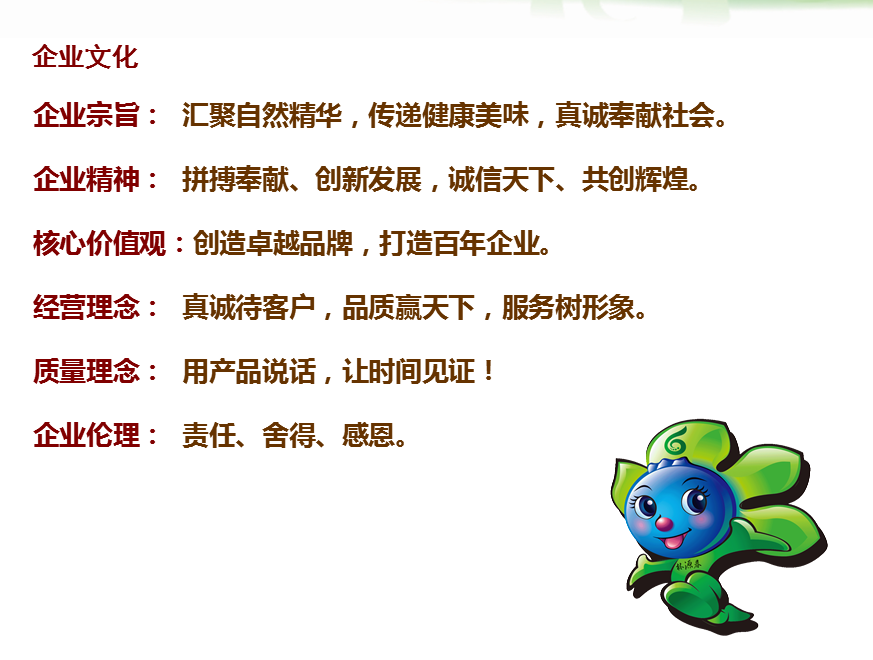 企业文化
企业宗旨： 汇聚自然精华，传递健康美味，真诚奉献社会。
企业精神： 拼搏奉献、创新发展，诚信天下、共创辉煌。
核心价值观：创造卓越品牌，打造百年企业。
经营理念： 真诚待客户，品质赢天下，服务树形象。
质量理念： 用产品说话，让时间见证！
企业伦理： 责任、舍得、感恩。
林源春